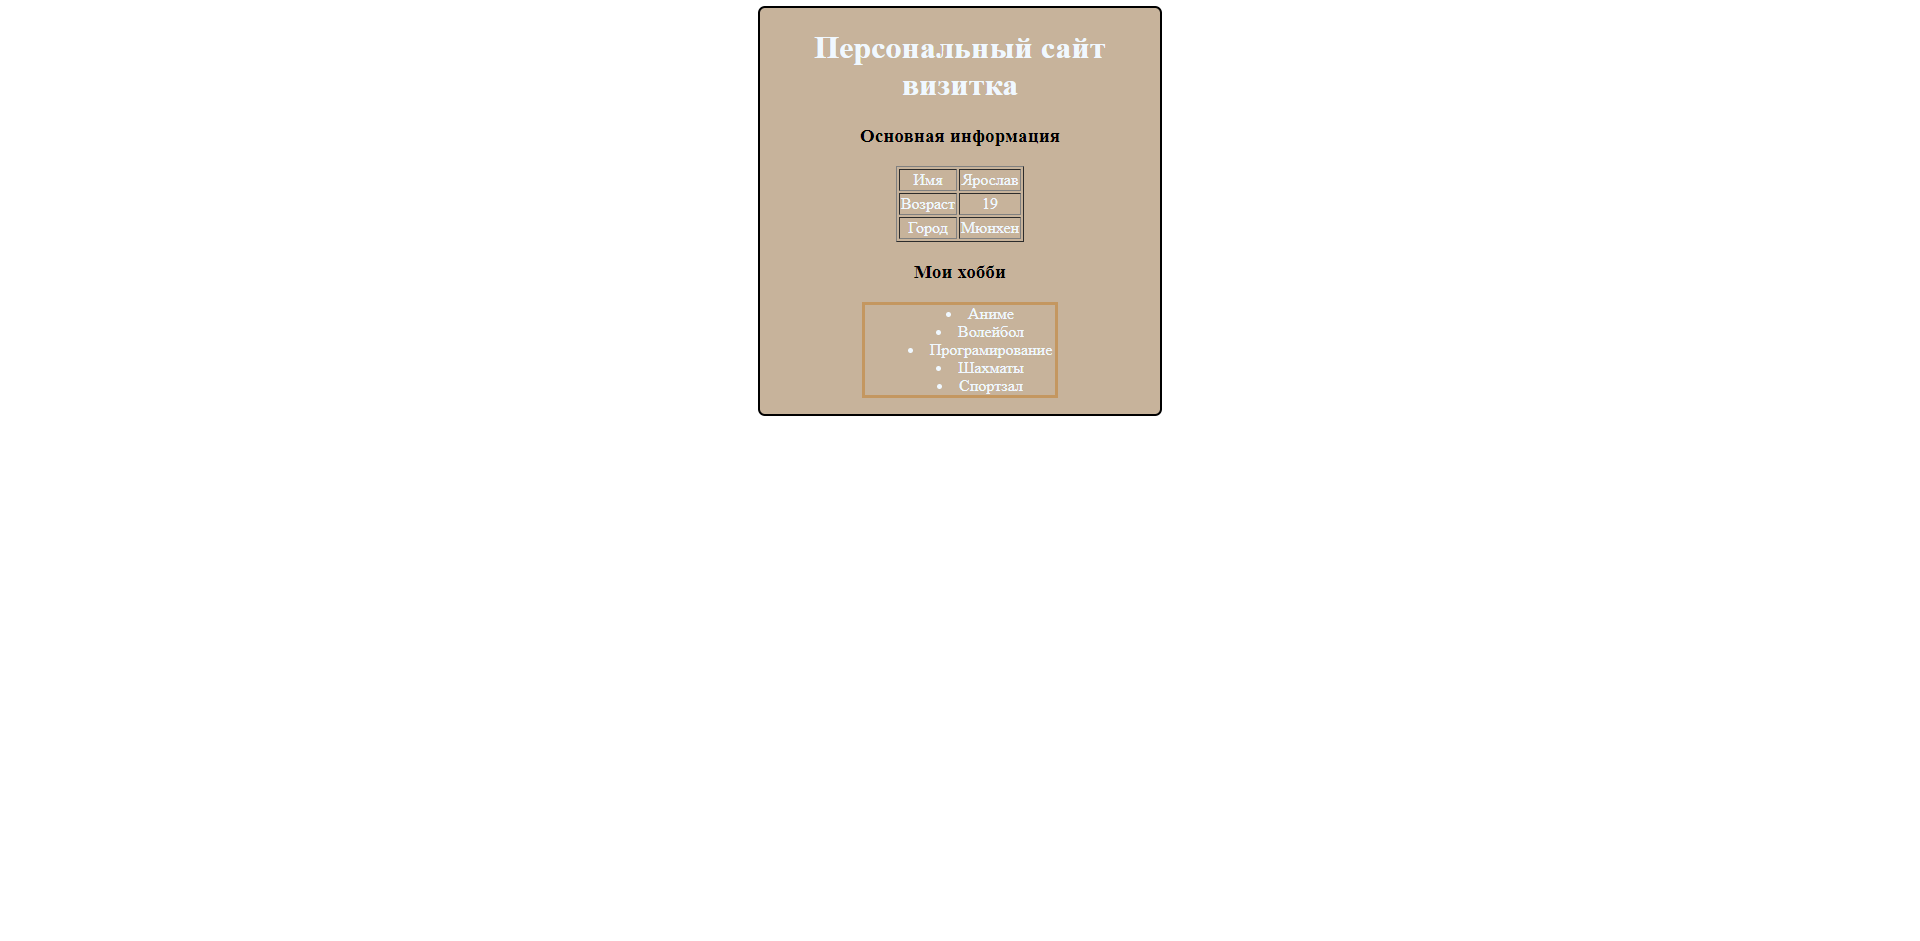 Персональный сайт
визитка
Основная информация
Имя Ярослав
Возраст 19
Город Мюнхен
Мои хобби
Аниме
Волейбол
Програмирование
Шахматы
Спортзал